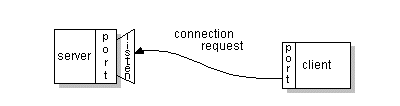 server
port
listen
connection
request
port
client